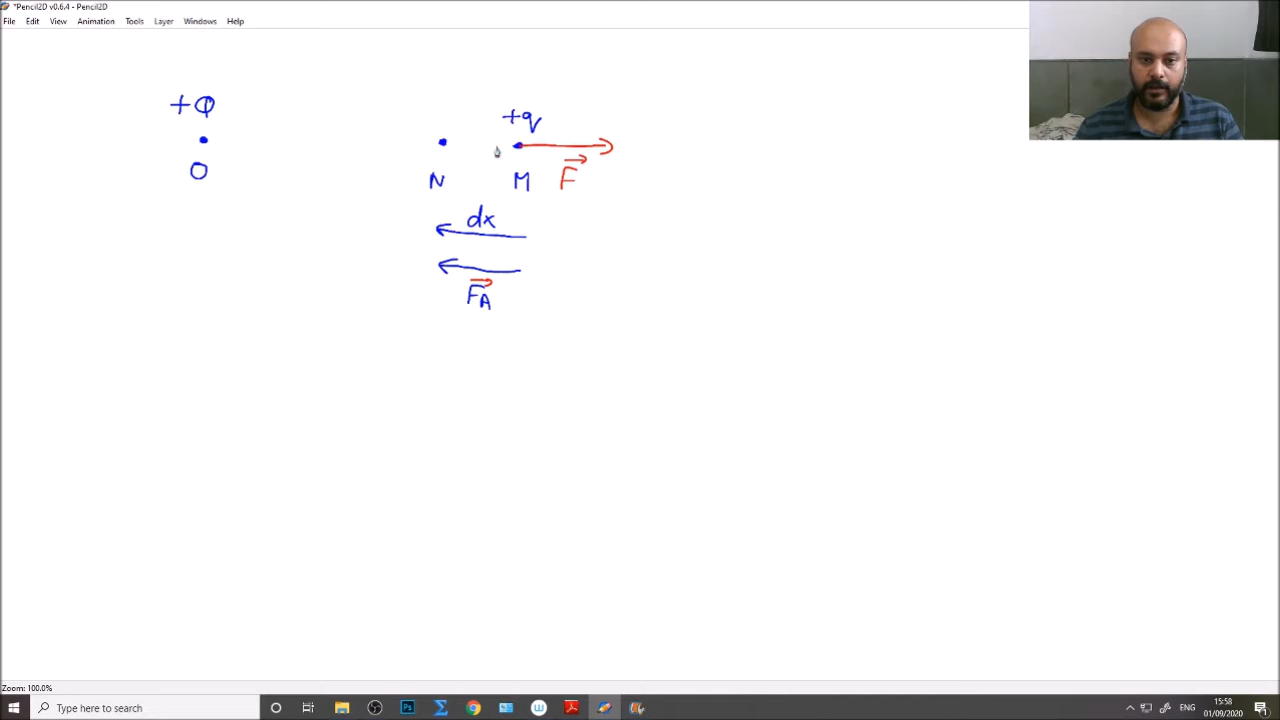 *Pencil2D v0.6.4 - Pencil2D
File Edit View Animation Tools Layer Windows Help
+Q
O
+q
N M F
dx
FA
Zoom: 100.0%
Type here to search
ENG
15:58
01/09/2020